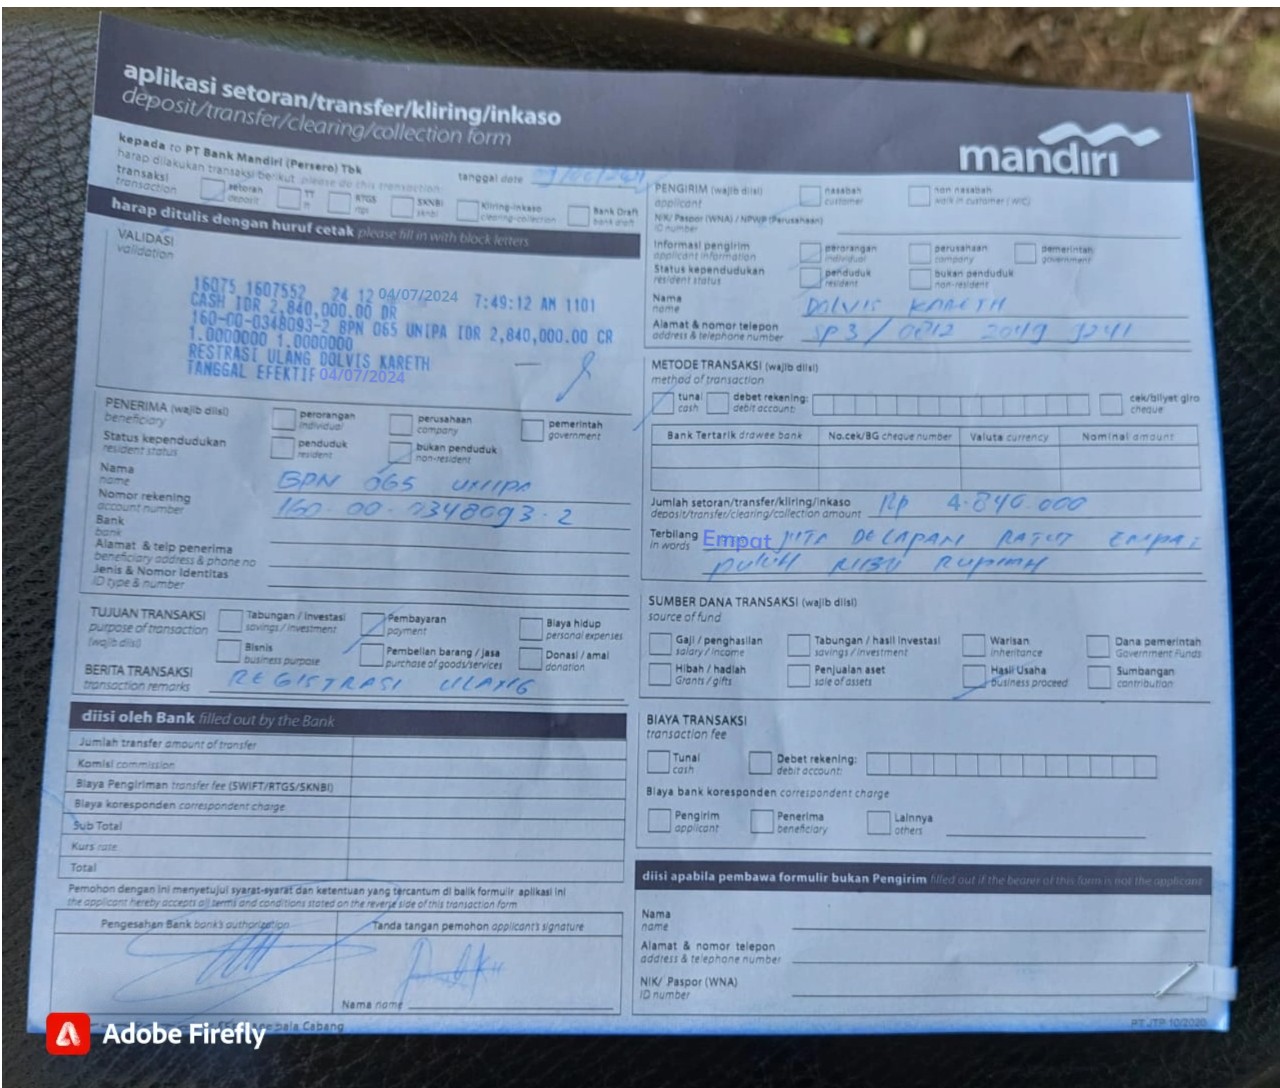 aplikasi setoran/transfer/kliring/inkaso
deposit/transfer/clearing/collection form
mandiri
kepada to PT Bank Mandiri (Persero) Tbk
harap dilakukan transaksi berikut please do this transaction:
tanggal date
transaksi
transaction
setoran
deposit
TT
tt
RTGS
rtgs
SKNBI
sknbi
Kliring-inkaso
clearing-collection
Bank Draft
bank draft
harap ditulis dengan huruf cetak please fill in with block letters
VALIDASI
validation
16075 1607552 24 12 04/07/2024 7:49:12 AM 1101
CASH IDR 2,840,000.00 DR
160-00-0348093-2 BPN 065 UNIPA IDR 2,840,000.00 CR
1.0000000 1.0000000
RESTRASI ULANG DOLVIS KARETH
TANGGAL EFEKTIF 04/07/2024
PENERIMA (wajib diisi)
beneficiary
perorangan
individual
perusahaan
company
pemerintah
government
Status kependudukan
resident status
penduduk
resident
bukan penduduk
non-resident
Nama
name
BPN 065 UNIPA
Nomor rekening
account number
160-00-0348093-2
Bank
bank
Alamat & telp penerima
beneficiary address & phone no
Jenis & Nomor Identitas
ID type & number
TUJUAN TRANSAKSI
purpose of transaction
(wajib diisi)
Tabungan / Investasi
savings / investment
Pembayaran
payment
Biaya hidup
personal expenses
Bisnis
business purpose
Pembelian barang / jasa
purchase of goods/services
Donasi / amal
donation
BERITA TRANSAKSI
transaction remarks
REGISTRASI ULANG
diisi oleh Bank filled out by the Bank
Jumlah transfer amount of transfer
Komisi commission
Biaya Pengiriman transfer fee (SWIFT/RTGS/SKNBI)
Biaya koresponden correspondent charge
Sub Total
Kurs rate
Total
Pemohon dengan ini menyetujui syarat-syarat dan ketentuan yang tercantum di balik formulir aplikasi ini
the applicant hereby accepts all terms and conditions stated on the reverse side of this transaction form
Pengesahan Bank bank's authorization
Tanda tangan pemohon applicant's signature
Nama name
Cabang
PENGIRIM (wajib diisi)
applicant
nasabah
customer
non nasabah
walk in customer (WIC)
NIK/ Paspor (WNA) / NPWP (Perusahaan)
ID number
Informasi pengirim
applicant information
perorangan
individual
perusahaan
company
pemerintah
government
Status kependudukan
resident status
penduduk
resident
bukan penduduk
non-resident
Nama
name
DOLVIS KARETH
Alamat & nomor telepon
address & telephone number
SP3 / 0812 2049 9241
METODE TRANSAKSI (wajib diisi)
method of transaction
tunai
cash
debet rekening:
debit account:
cek/bilyet giro
cheque
Bank Tertarik drawee bank
No.cek/BG cheque number
Valuta currency
Nominal amount
Jumlah setoran/transfer/kliring/inkaso
deposit/transfer/clearing/collection amount
Rp 4.840.000
Terbilang
in words
Empat JUTA DELAPAN RATUS EMPAT
PULUH RIBU RUPIAH
SUMBER DANA TRANSAKSI (wajib diisi)
source of fund
Gaji / penghasilan
salary / income
Tabungan / hasil investasi
savings / investment
Warisan
inheritance
Dana pemerintah
Government Funds
Hibah / hadiah
Grants / gifts
Penjualan aset
sale of assets
Hasil Usaha
business proceed
Sumbangan
contribution
BIAYA TRANSAKSI
transaction fee
Tunai
cash
Debet rekening:
debit account:
Biaya bank koresponden correspondent charge
Pengirim
applicant
Penerima
beneficiary
Lainnya
others
diisi apabila pembawa formulir bukan Pengirim filled out if the bearer of this form is not the applicant
Nama
name
Alamat & nomor telepon
address & telephone number
NIK/ Paspor (WNA)
ID number
Adobe Firefly